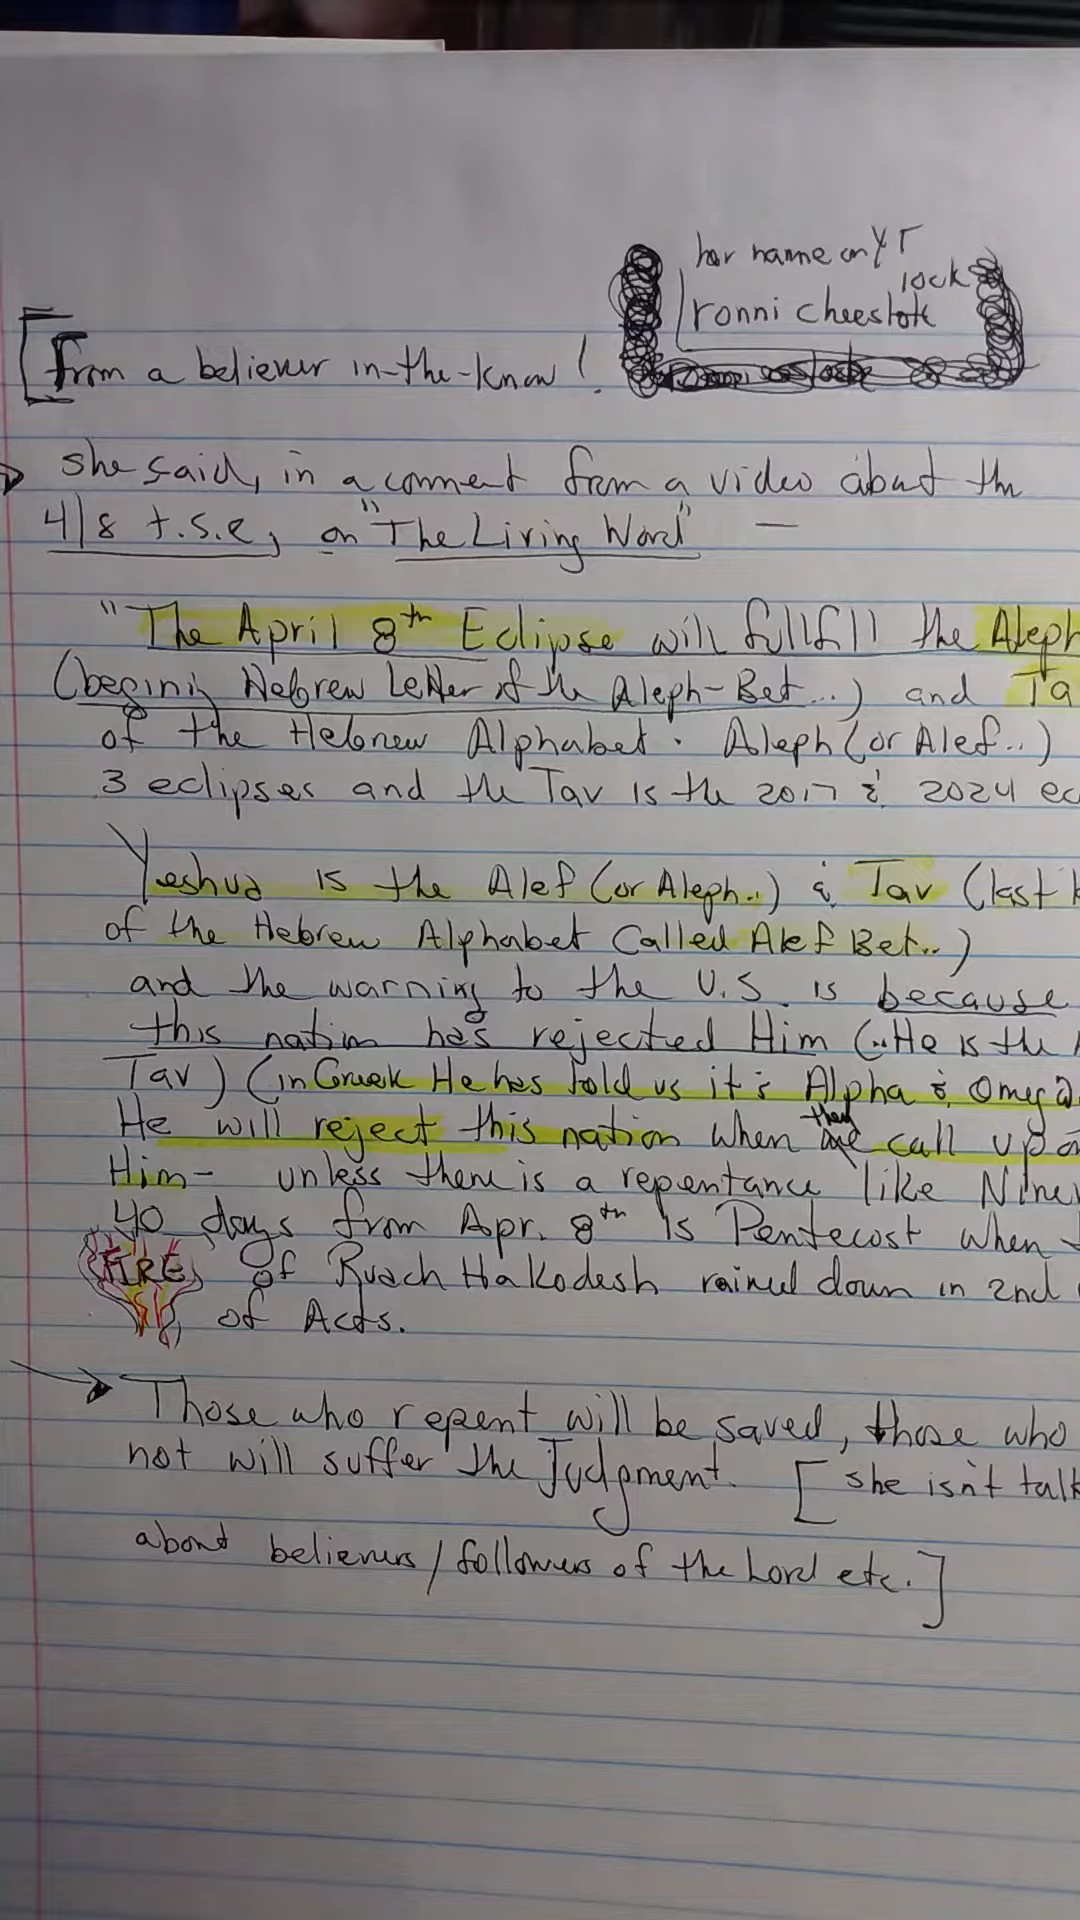 her name on YT
lock
ronni cheeslok
[From a believer in-the-know!
she said, in a comment from a video about the
4/8 t.s.e, on "The Living Word" —
"The April 8th Eclipse will fullfill the Aleph
(begining Hebrew Letter of the Aleph-Bet...) and Ta
of the Hebrew Alphabet. Aleph (or Alef..)
3 eclipses and the Tav is the 2017 & 2024 ec
Yeshua is the Alef (or Aleph..) & Tav (last
of the Hebrew Alphabet Called Alef Bet..)
and the warning to the U.S. is because
this nation has rejected Him (..He is the
Tav) (in Greek He has told us it's Alpha & Omega
He will reject this nation when they call upo
Him- unless there is a repentance like Nine
40 days from Apr. 8th is Pentecost when
FIRE of Ruach HaKodesh rained down in 2nd
of Acts.
Those who repent will be saved, those who
not will suffer the Judgment. [she isn't talk
about believers/followers of the Lord etc.]